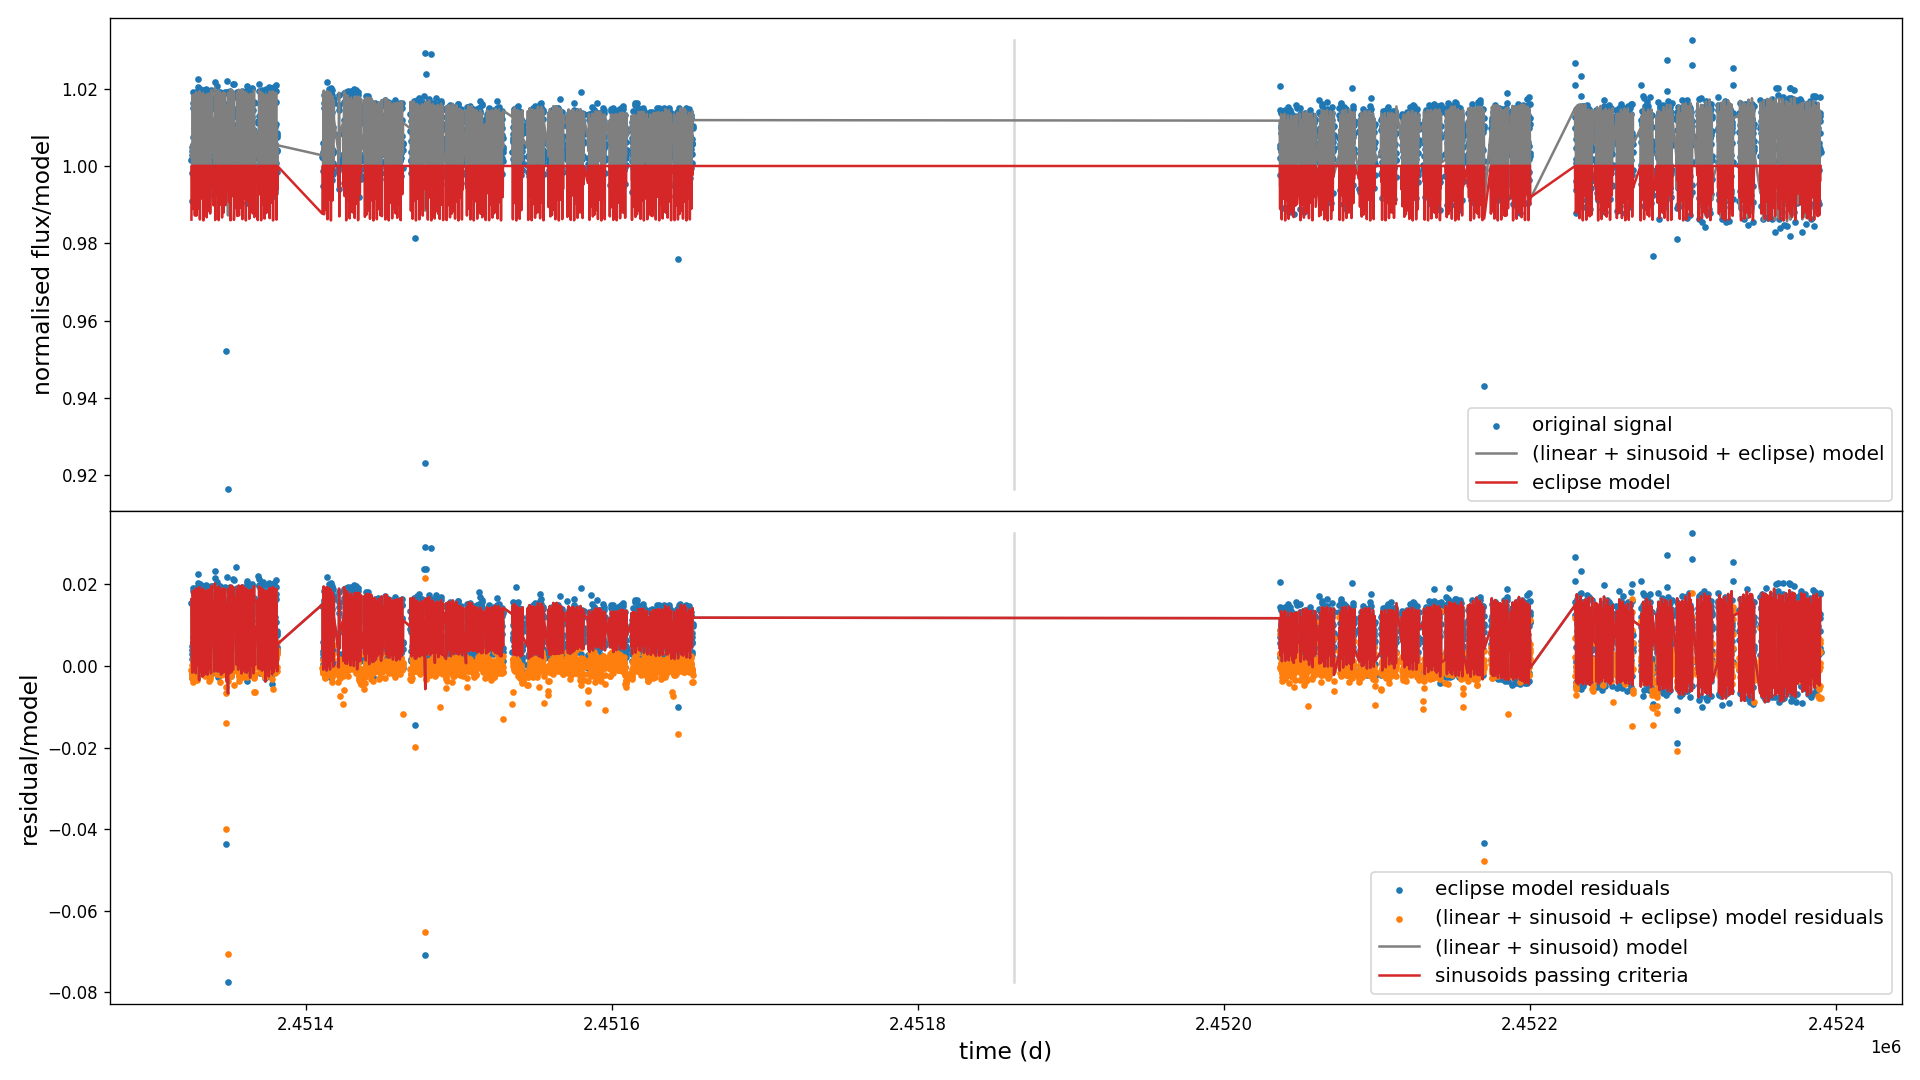 normalised flux/model
1.02
1.00
0.98
0.96
0.94
0.92
original signal
(linear + sinusoid + eclipse) model
eclipse model
residual/model
0.02
0.00
−0.02
−0.04
−0.06
−0.08
eclipse model residuals
(linear + sinusoid + eclipse) model residuals
(linear + sinusoid) model
sinusoids passing criteria
2.4514
2.4516
2.4518
2.4520
2.4522
2.4524
1e6
time (d)